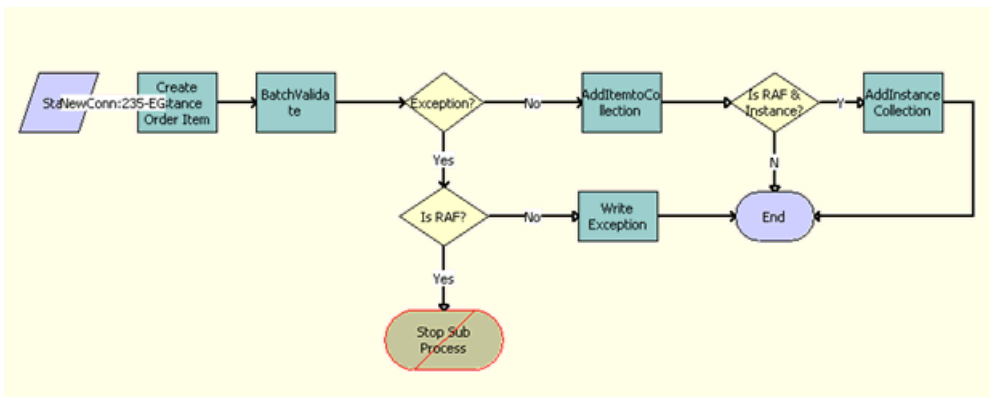 Create
StaNewConn:235-EGstance
Order Item
BatchValida
te
Exception?
No
AddItemtoCo
llection
Is RAF &
Instance?
Y
AddInstance
Collection
Yes
N
Is RAF?
No
Write
Exception
End
Yes
Stop Sub
Process